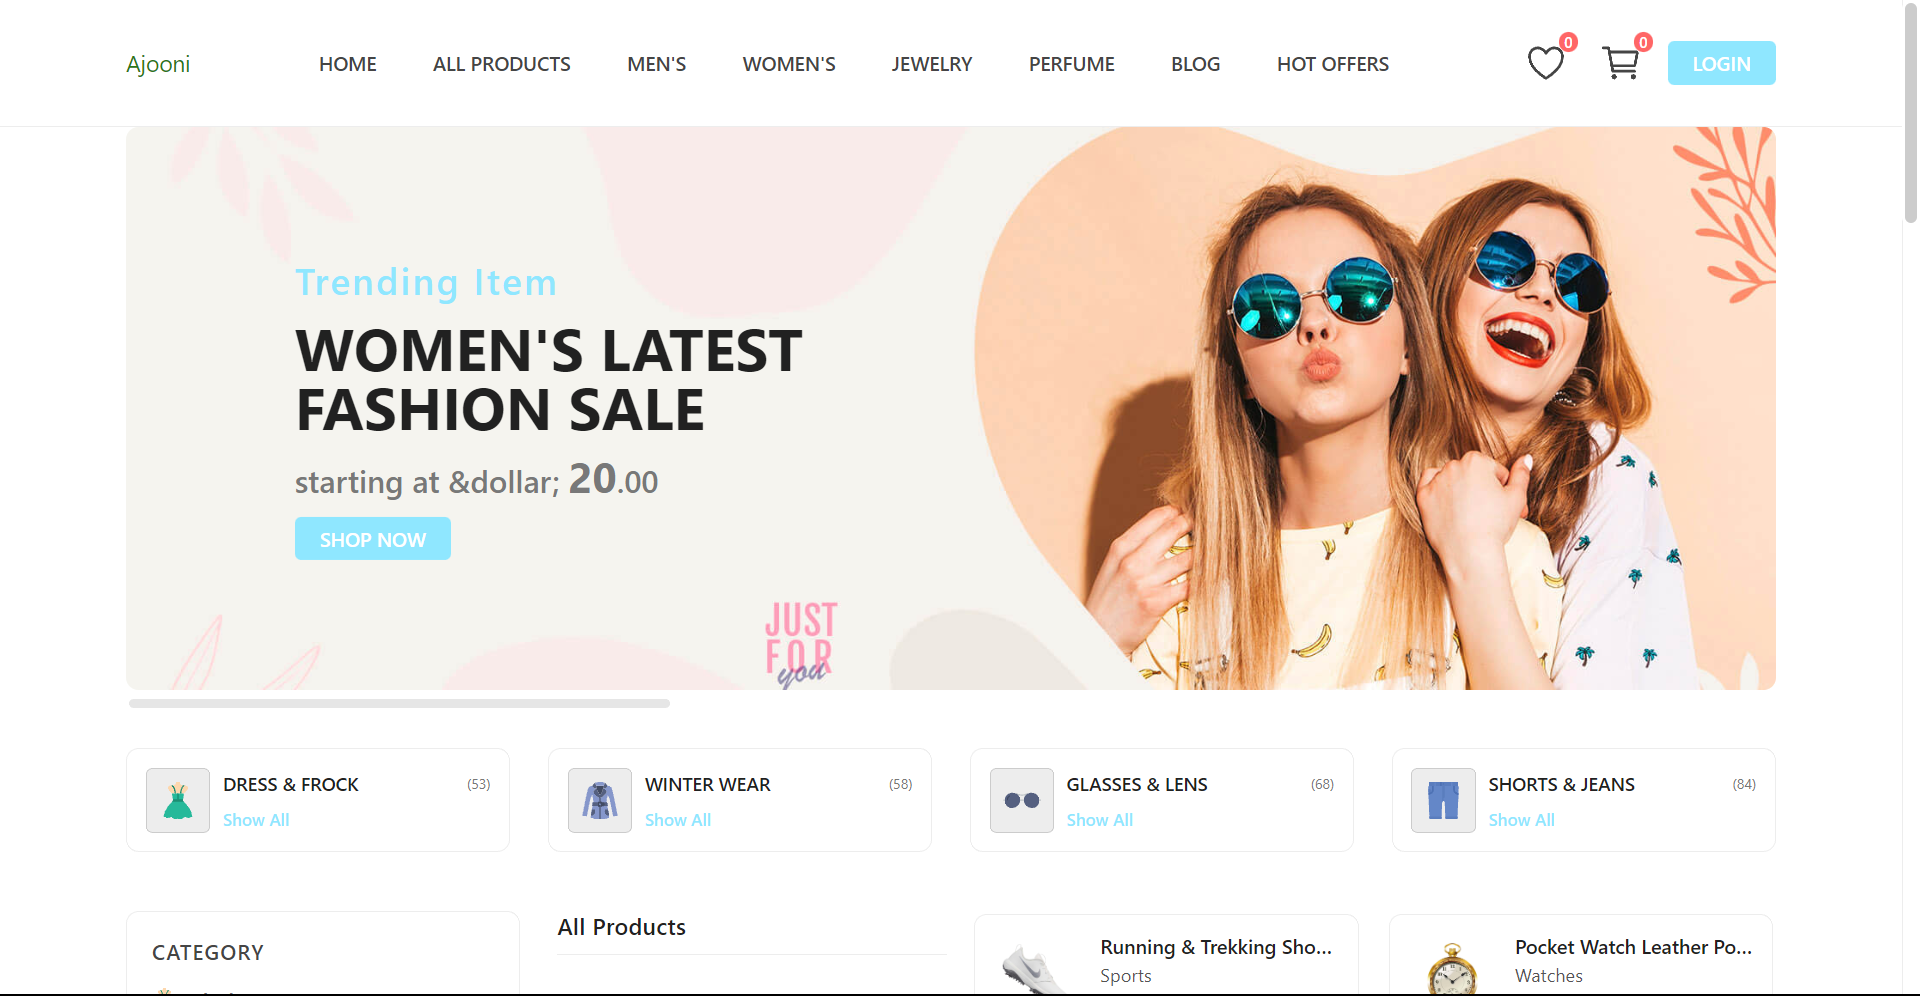 Ajooni
HOME
ALL PRODUCTS
MEN'S
WOMEN'S
JEWELRY
PERFUME
BLOG
HOT OFFERS
0
0
LOGIN
Trending Item
WOMEN'S LATEST
FASHION SALE
starting at &dollar; 20.00
SHOP NOW
JUST
FOR
you
DRESS & FROCK
(53)
Show All
WINTER WEAR
(58)
Show All
GLASSES & LENS
(68)
Show All
SHORTS & JEANS
(84)
Show All
CATEGORY
All Products
Running & Trekking Sho...
Sports
Pocket Watch Leather Po...
Watches